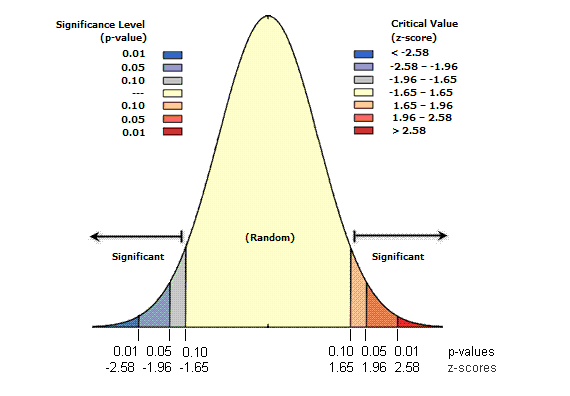 Significance Level
(p-value)
0.01
0.05
0.10
---
0.10
0.05
0.01
Critical Value
(z-score)
< -2.58
-2.58 – -1.96
-1.96 – -1.65
-1.65 – 1.65
1.65 – 1.96
1.96 – 2.58
> 2.58
(Random)
Significant
Significant
0.01 0.05 0.10 0.10 0.05 0.01 p-values
-2.58 -1.96 -1.65 1.65 1.96 2.58 z-scores